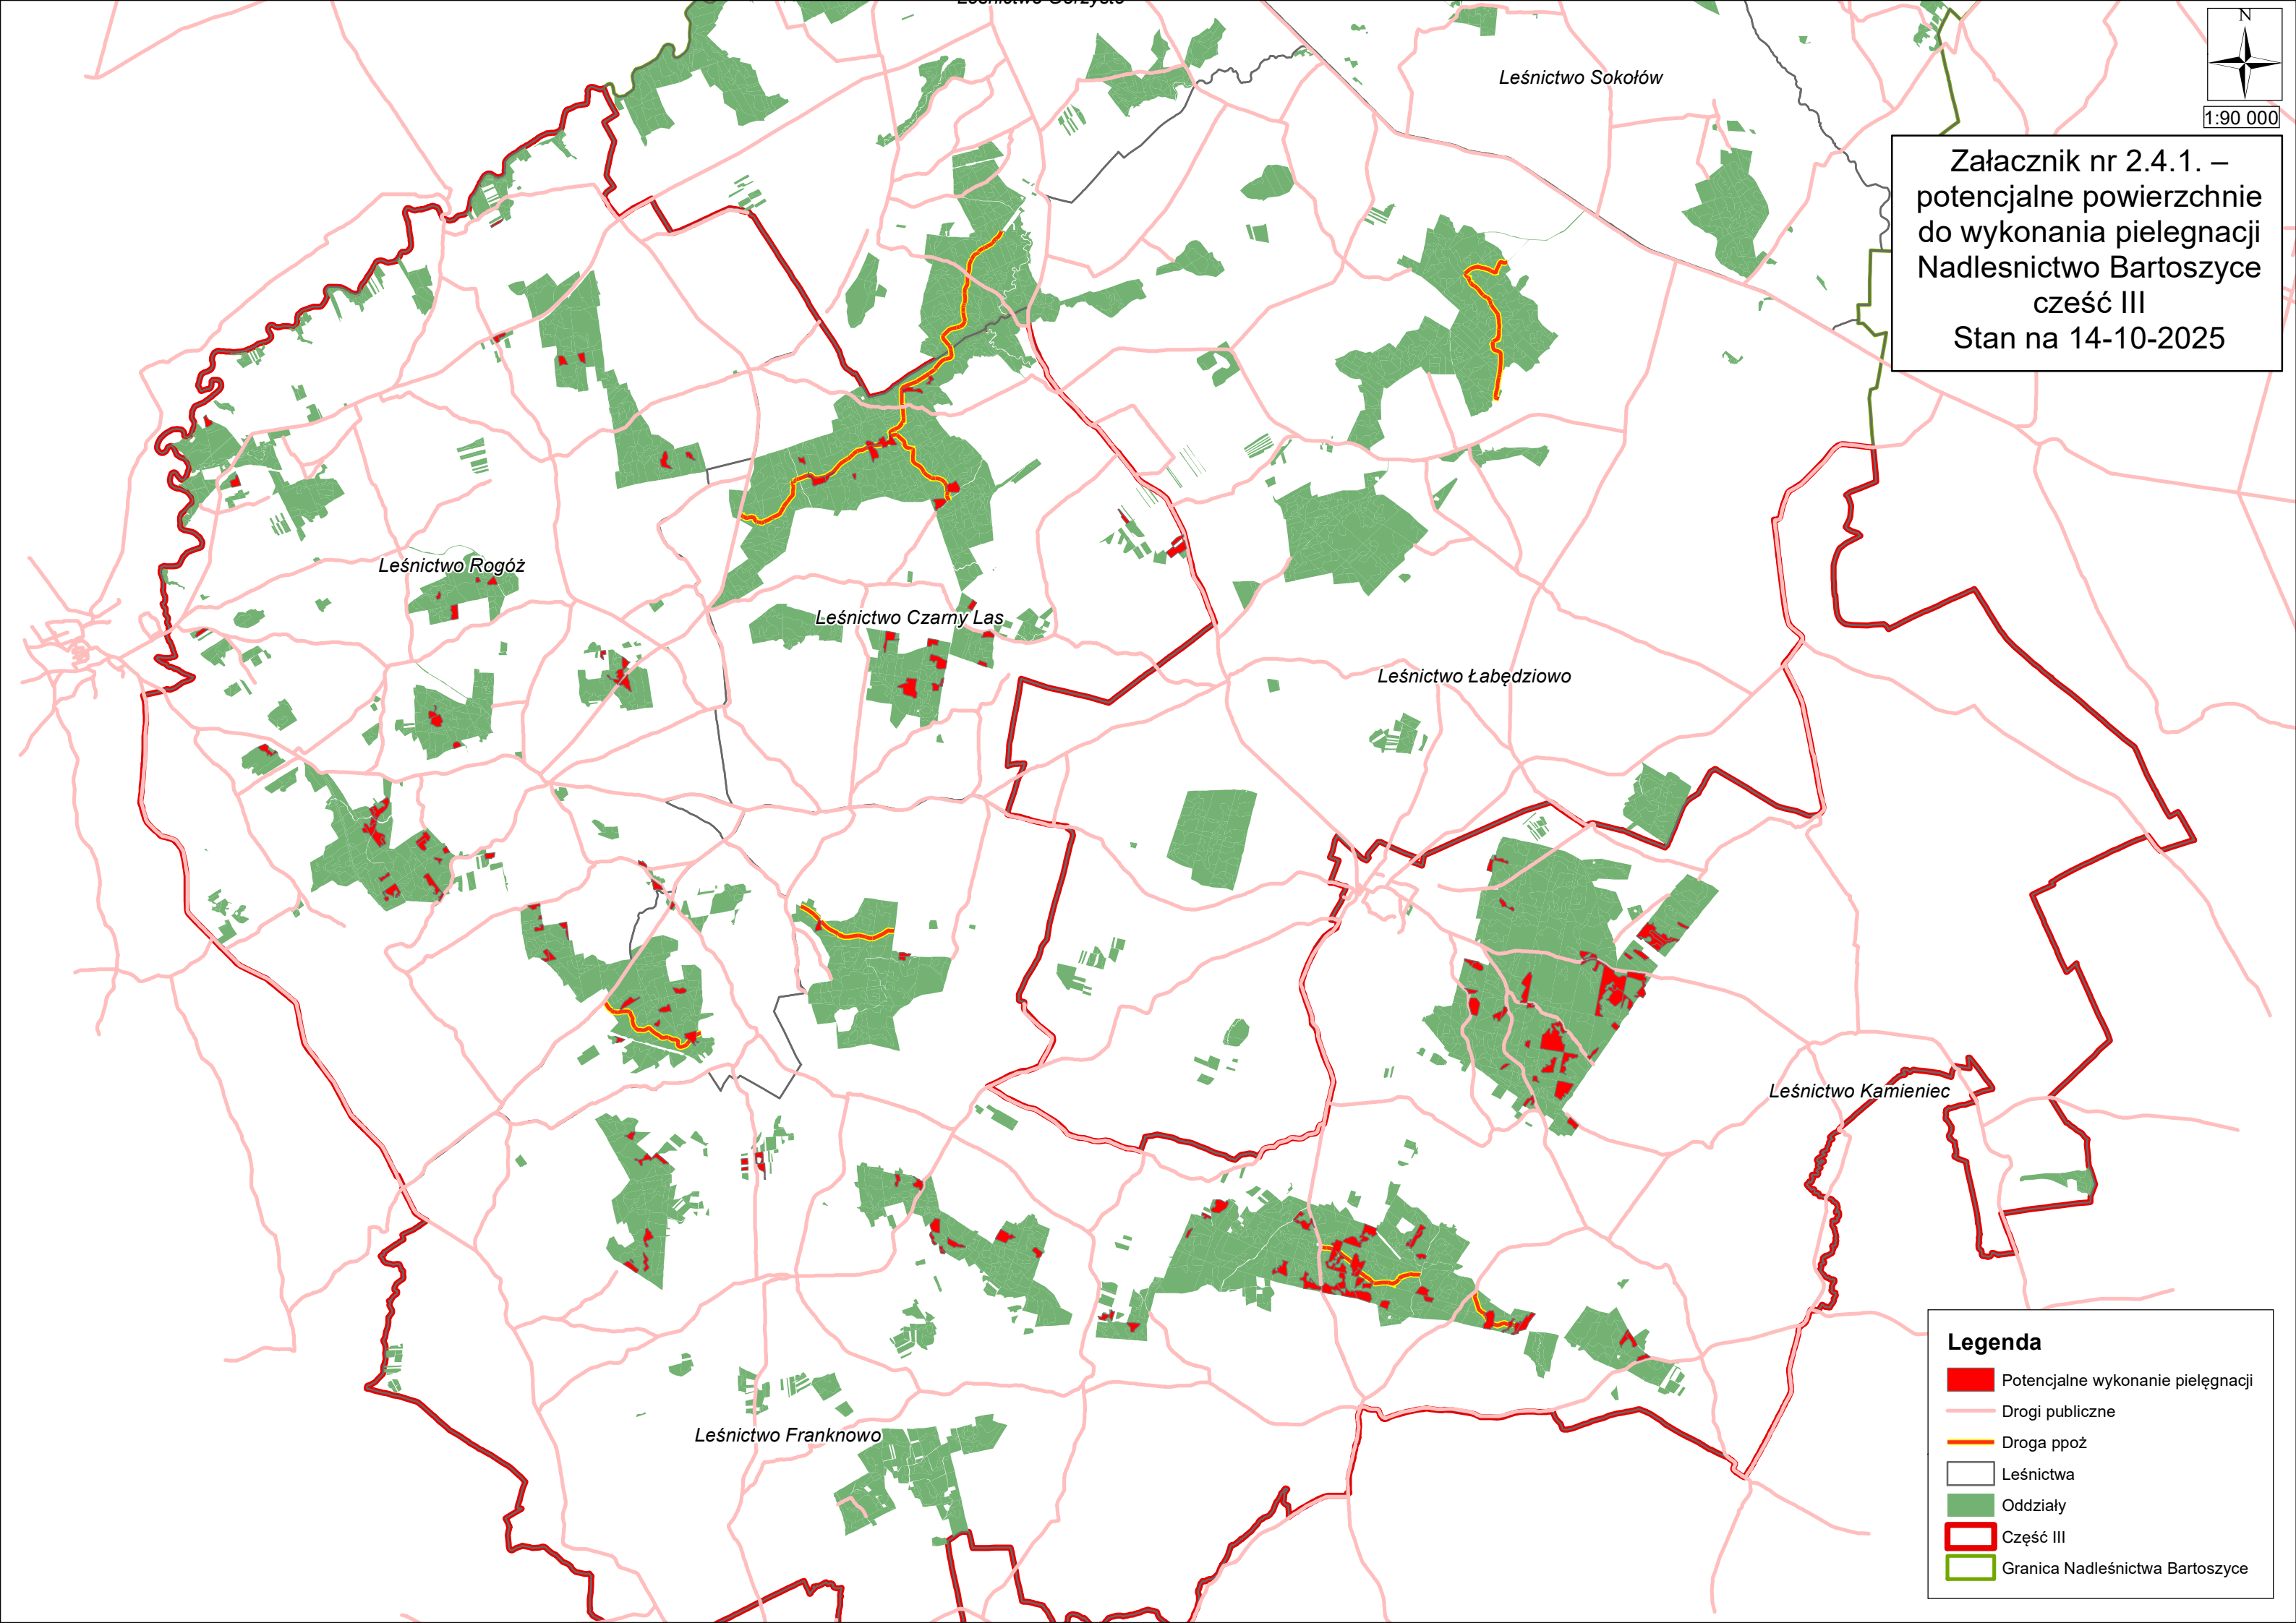 Leśnictwo Gorzysto
N
1:90 000
Leśnictwo Sokołów
Załacznik nr 2.4.1. –
potencjalne powierzchnie
do wykonania pielegnacji
Nadlesnictwo Bartoszyce
cześć III
Stan na 14-10-2025
Leśnictwo Rogóż
Leśnictwo Czarny Las
Leśnictwo Łabędziowo
Leśnictwo Kamieniec
Leśnictwo Franknowo
Legenda
Potencjalne wykonanie pielęgnacji
Drogi publiczne
Droga ppoż
Leśnictwa
Oddziały
Część III
Granica Nadleśnictwa Bartoszyce